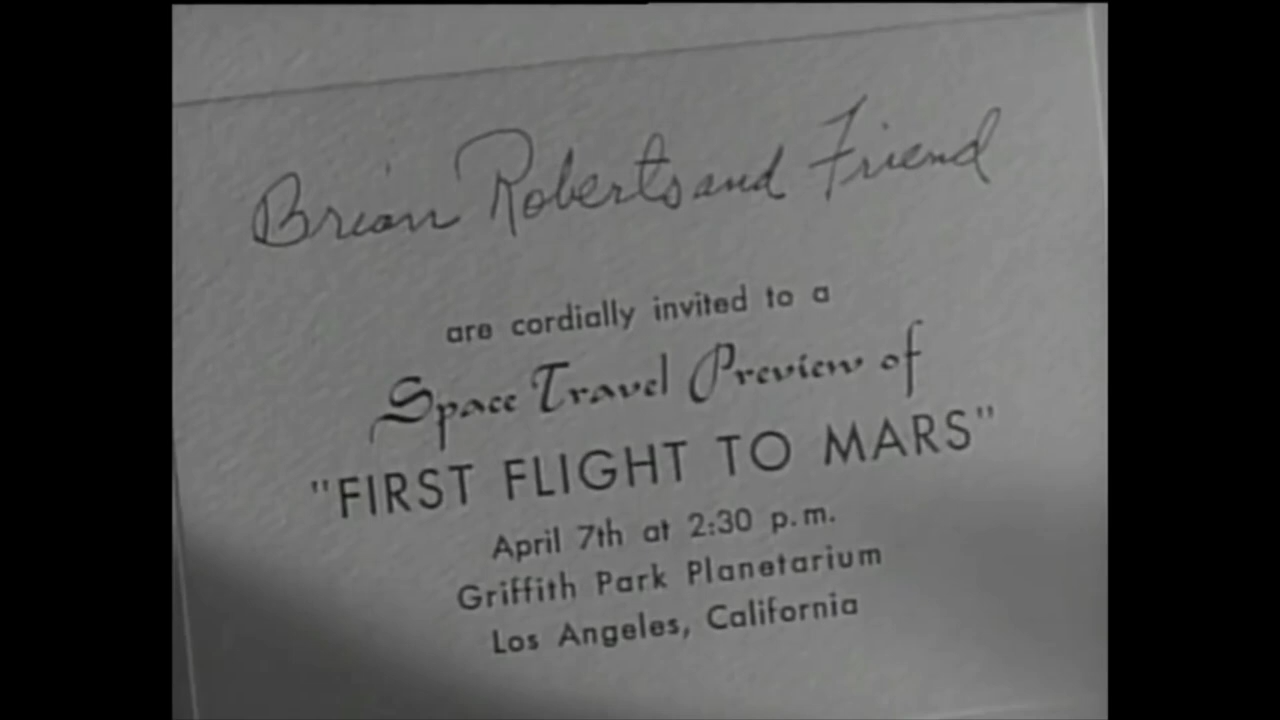 Brian Roberts and Friend
are cordially invited to a
Space Travel Preview of
"FIRST FLIGHT TO MARS"
April 7th at 2:30 p.m.
Griffith Park Planetarium
Los Angeles, California